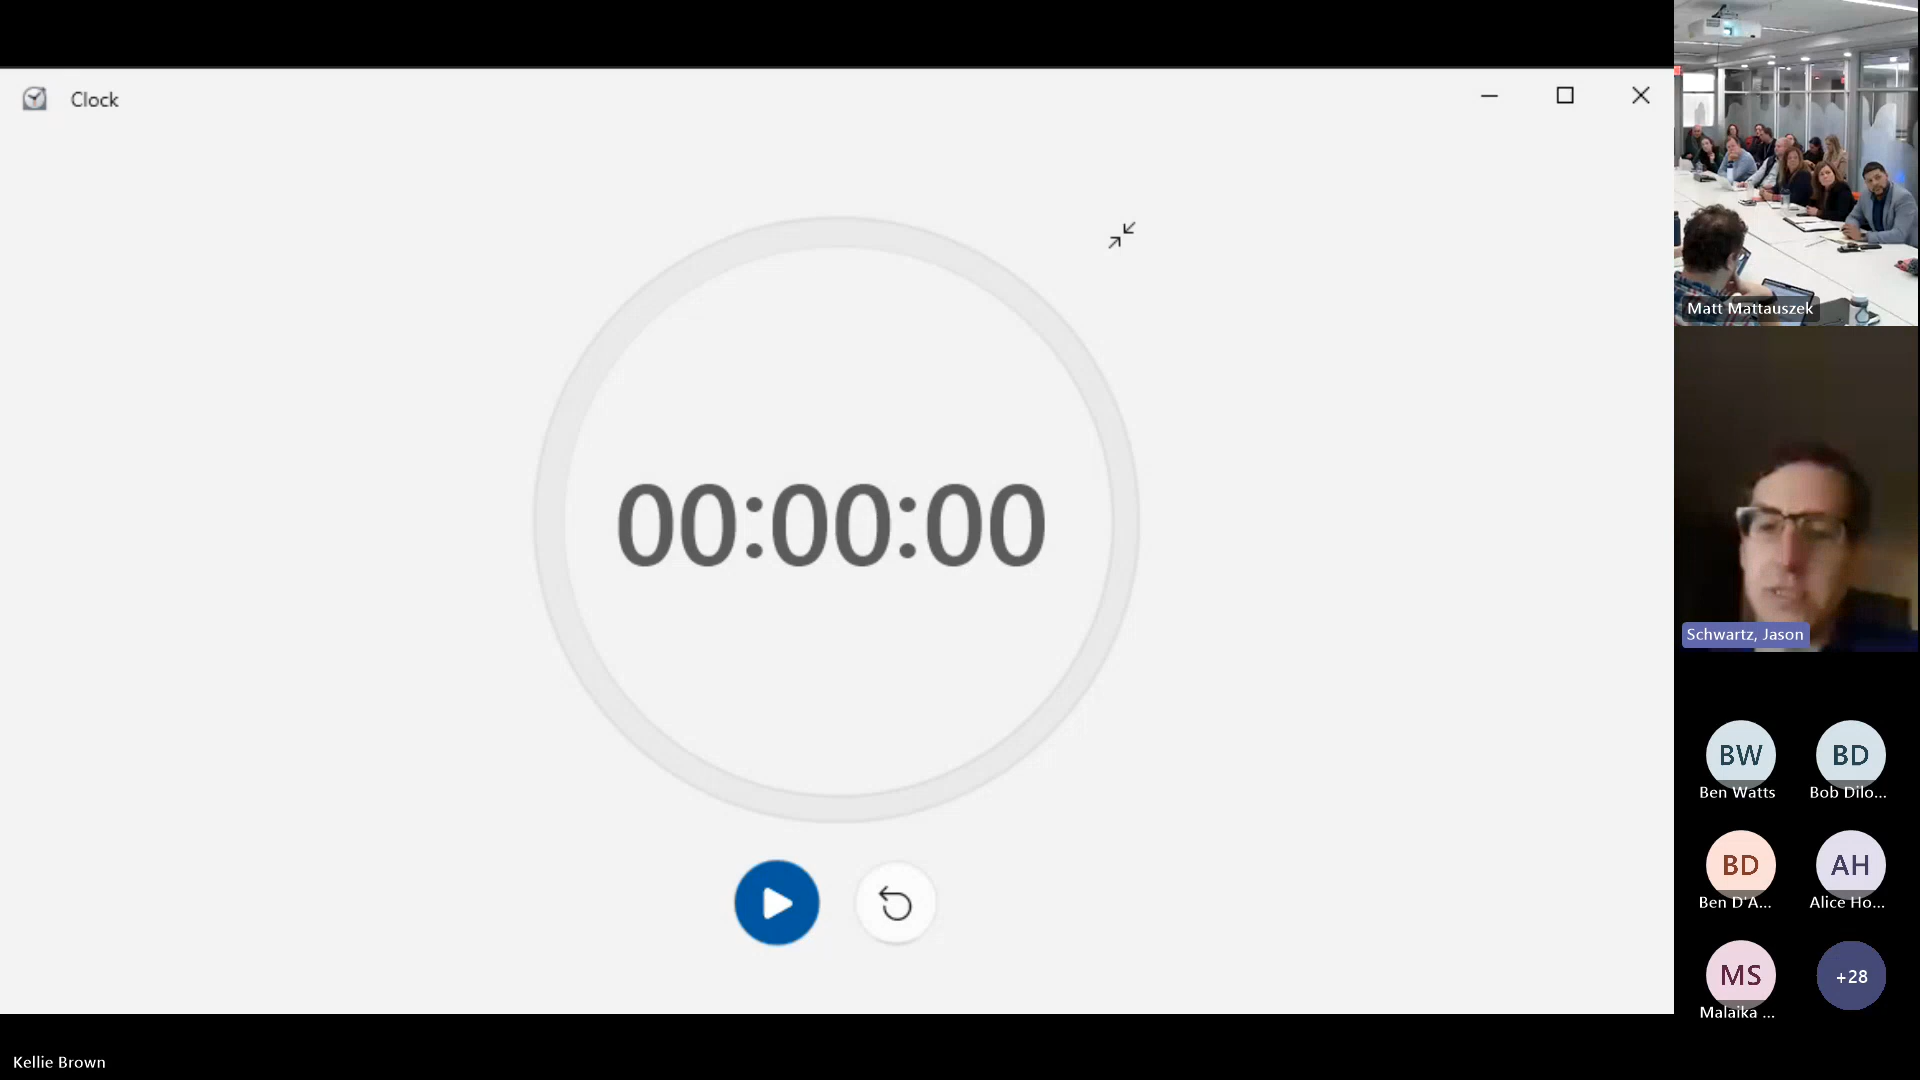 Clock
00:00:00
Matt Mattauszek
Schwartz, Jason
BW
BD
Ben Watts
Bob Dilo...
BD
AH
Ben D'A...
Alice Ho...
MS
+28
Malaika ...
Kellie Brown